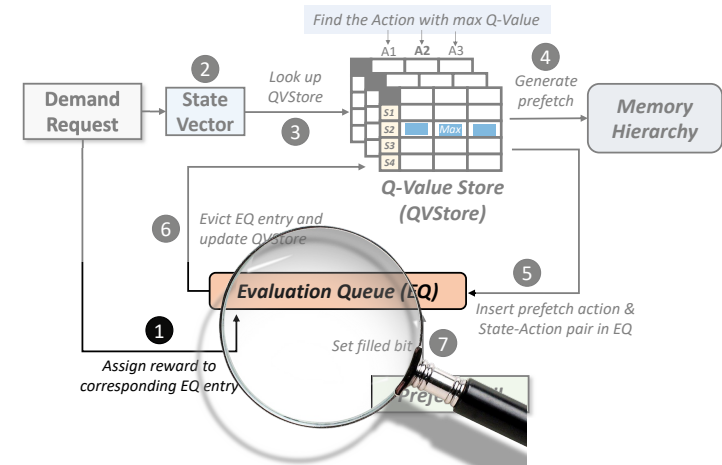 Find the Action with max Q-Value
A1 A2 A3
2
4
Look up
QVStore
Generate
prefetch
Demand
Request
State
Vector
Memory
Hierarchy
3
S1
S2 Max
S3
S4
Q-Value Store
(QVStore)
6
Evict EQ entry and
update QVStore
5
Evaluation Queue (EQ)
Insert prefetch action &
State-Action pair in EQ
1
Set filled bit
7
Assign reward to
corresponding EQ entry